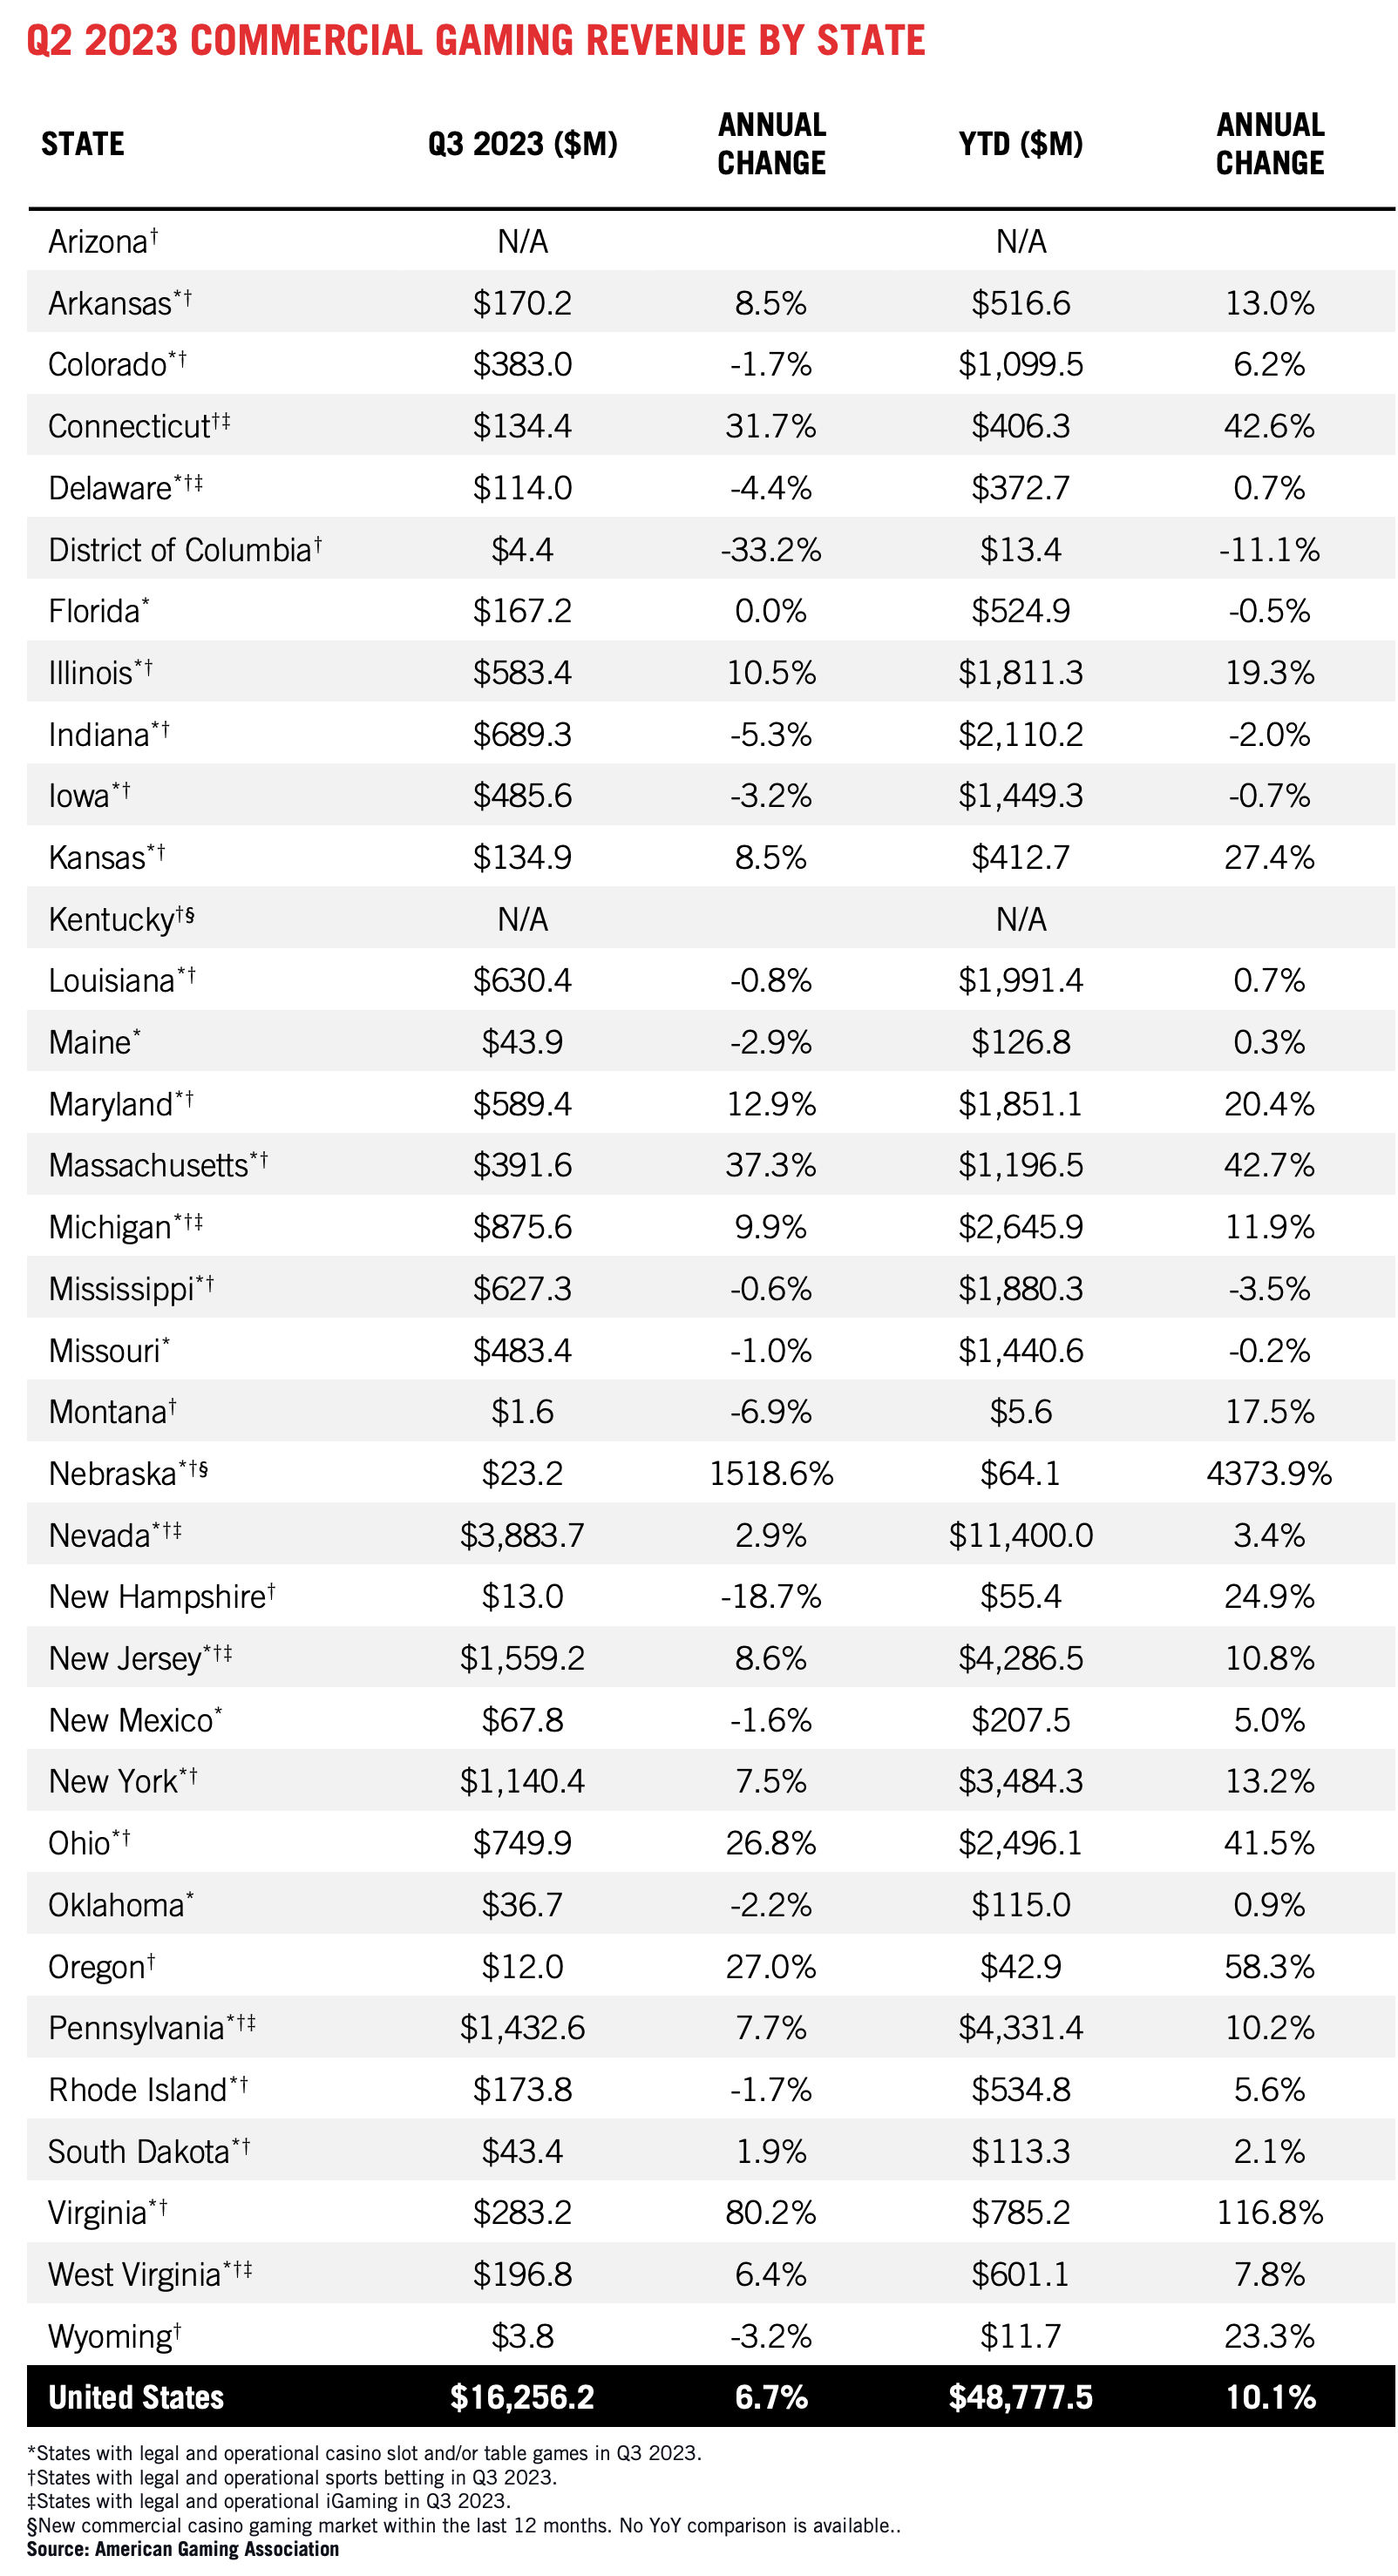 Q2 2023 COMMERCIAL GAMING REVENUE BY STATE
STATE Q3 2023 ($M) ANNUAL CHANGE YTD ($M) ANNUAL CHANGE
Arizona† N/A N/A
Arkansas*† $170.2 8.5% $516.6 13.0%
Colorado*† $383.0 -1.7% $1,099.5 6.2%
Connecticut†‡ $134.4 31.7% $406.3 42.6%
Delaware*†‡ $114.0 -4.4% $372.7 0.7%
District of Columbia† $4.4 -33.2% $13.4 -11.1%
Florida* $167.2 0.0% $524.9 -0.5%
Illinois*† $583.4 10.5% $1,811.3 19.3%
Indiana*† $689.3 -5.3% $2,110.2 -2.0%
Iowa*† $485.6 -3.2% $1,449.3 -0.7%
Kansas*† $134.9 8.5% $412.7 27.4%
Kentucky†§ N/A N/A
Louisiana*† $630.4 -0.8% $1,991.4 0.7%
Maine* $43.9 -2.9% $126.8 0.3%
Maryland*† $589.4 12.9% $1,851.1 20.4%
Massachusetts*† $391.6 37.3% $1,196.5 42.7%
Michigan*†‡ $875.6 9.9% $2,645.9 11.9%
Mississippi*† $627.3 -0.6% $1,880.3 -3.5%
Missouri* $483.4 -1.0% $1,440.6 -0.2%
Montana† $1.6 -6.9% $5.6 17.5%
Nebraska*†§ $23.2 1518.6% $64.1 4373.9%
Nevada*†‡ $3,883.7 2.9% $11,400.0 3.4%
New Hampshire† $13.0 -18.7% $55.4 24.9%
New Jersey*†‡ $1,559.2 8.6% $4,286.5 10.8%
New Mexico* $67.8 -1.6% $207.5 5.0%
New York*† $1,140.4 7.5% $3,484.3 13.2%
Ohio*† $749.9 26.8% $2,496.1 41.5%
Oklahoma* $36.7 -2.2% $115.0 0.9%
Oregon† $12.0 27.0% $42.9 58.3%
Pennsylvania*†‡ $1,432.6 7.7% $4,331.4 10.2%
Rhode Island*† $173.8 -1.7% $534.8 5.6%
South Dakota*† $43.4 1.9% $113.3 2.1%
Virginia*† $283.2 80.2% $785.2 116.8%
West Virginia*†‡ $196.8 6.4% $601.1 7.8%
Wyoming† $3.8 -3.2% $11.7 23.3%
United States $16,256.2 6.7% $48,777.5 10.1%
*States with legal and operational casino slot and/or table games in Q3 2023.
†States with legal and operational sports betting in Q3 2023.
‡States with legal and operational iGaming in Q3 2023.
§New commercial casino gaming market within the last 12 months. No YoY comparison is available..
Source: American Gaming Association